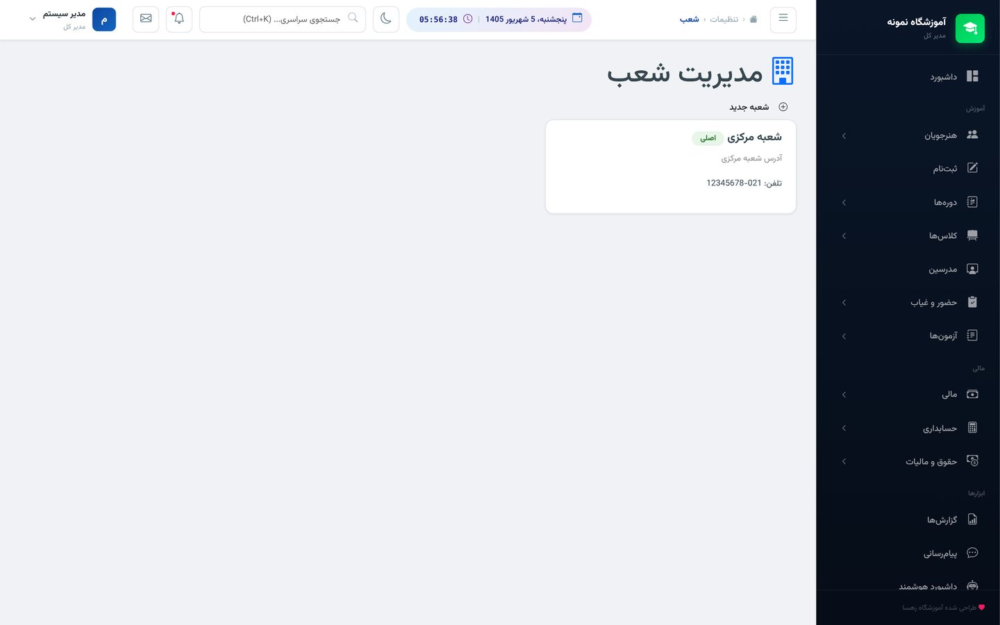 آموزشگاه نمونه
مدیر کل
داشبورد
آموزش
هنرجویان
ثبت‌نام
دوره‌ها
کلاس‌ها
مدرسین
حضور و غیاب
آزمون‌ها
مالی
مالی
حسابداری
حقوق و مالیات
ابزارها
گزارش‌ها
پیام‌رسانی
داشبورد هوشمند
طراحی شده آموزشگاه رهسا
تنظیمات ‹ شعب
پنجشنبه، 5 شهریور 1405 | 05:56:38
جستجوی سراسری... (Ctrl+K)
م
مدیر سیستم
مدیر کل
مدیریت شعب
شعبه جدید
شعبه مرکزی اصلی
آدرس شعبه مرکزی
تلفن: 021-12345678